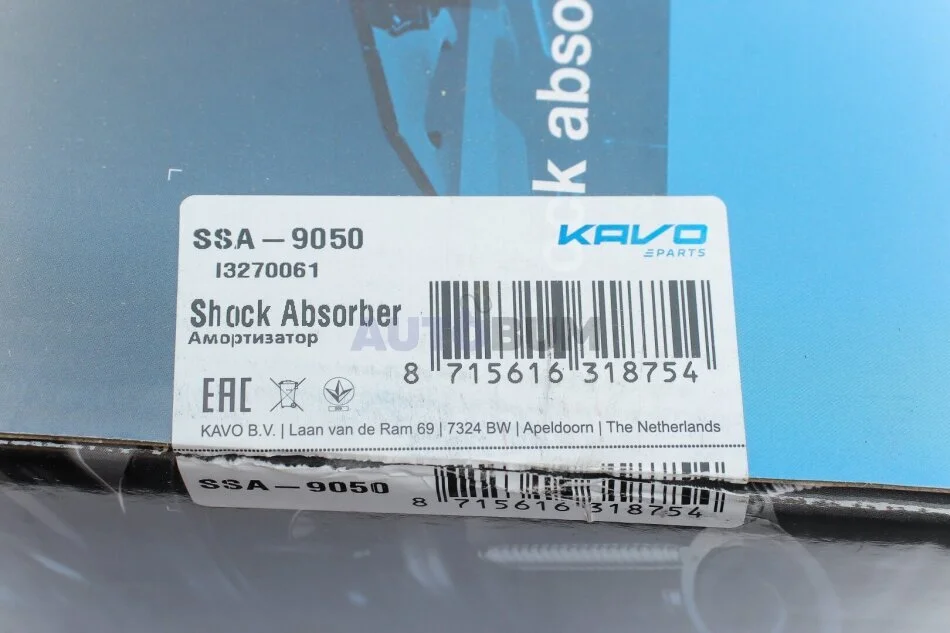 ck abso
SSA-9050
13270061
KAVO
PARTS
Shock Absorber
Амортизатор
AUTOBUM
8 715616 318754
EAC
KAVO B.V. | Laan van de Ram 69 | 7324 BW | Apeldoorn | The Netherlands
SSA-9050
8 715616 318754